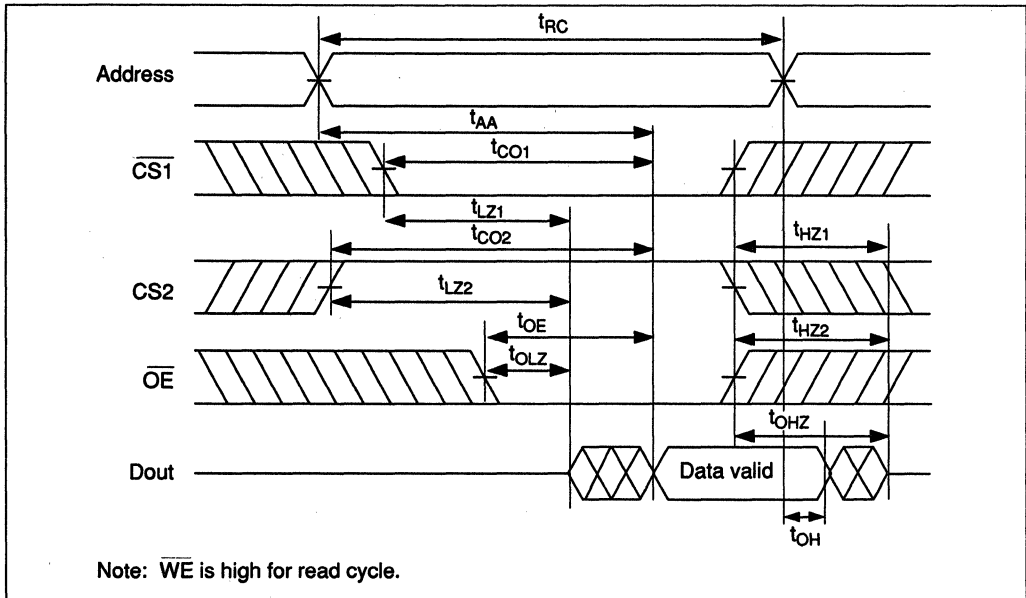 tRC
Address
tAA
CS1
tCO1
tLZ1
tCO2
tHZ1
CS2
tLZ2
tOE
tHZ2
OE
tOLZ
tOHZ
Dout
Data valid
tOH
Note: WE is high for read cycle.